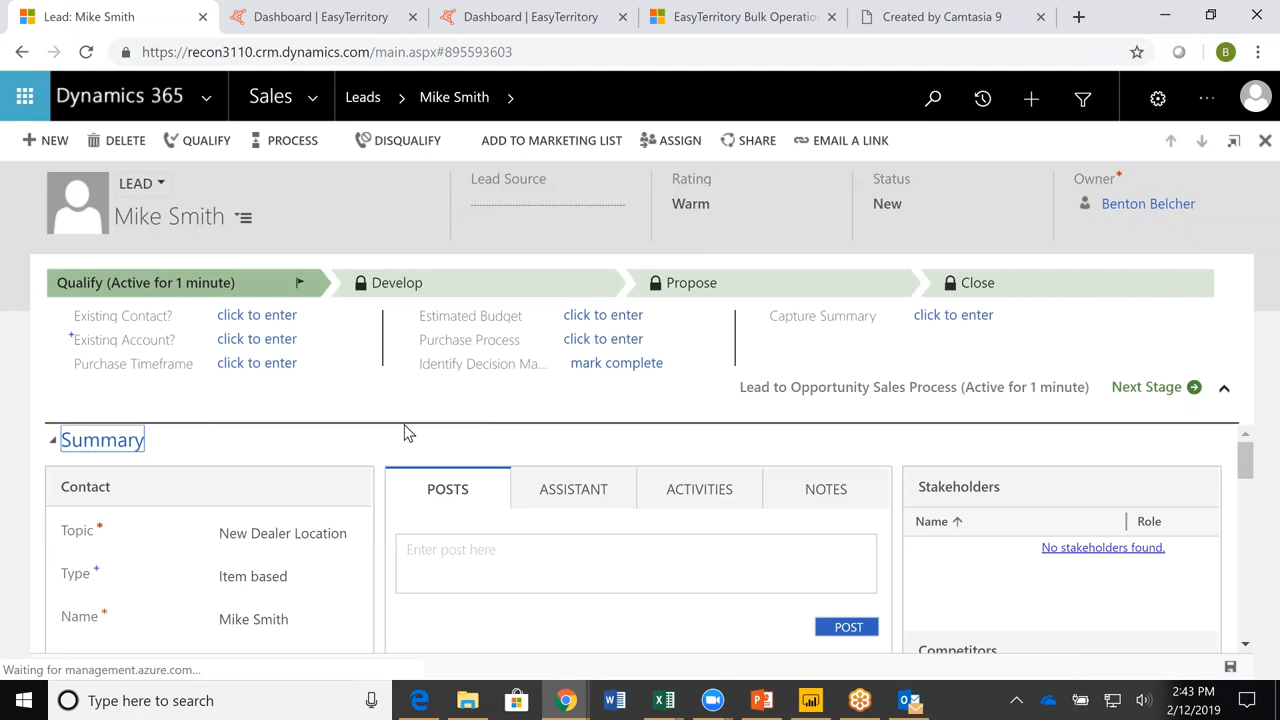 Lead: Mike Smith
Dashboard | EasyTerritory
Dashboard | EasyTerritory
EasyTerritory Bulk Operatio
Created by Camtasia 9
https://recon3110.crm.dynamics.com/main.aspx#895593603
B
Dynamics 365
Sales
Leads
Mike Smith
NEW
DELETE
QUALIFY
PROCESS
DISQUALIFY
ADD TO MARKETING LIST
ASSIGN
SHARE
EMAIL A LINK
LEAD
Mike Smith
Lead Source
Rating
Warm
Status
New
Owner*
Benton Belcher
Qualify (Active for 1 minute)
Develop
Propose
Close
Existing Contact? click to enter
+Existing Account? click to enter
Purchase Timeframe click to enter
Estimated Budget click to enter
Purchase Process click to enter
Identify Decision Ma... mark complete
Capture Summary click to enter
Lead to Opportunity Sales Process (Active for 1 minute)
Next Stage
Summary
Contact
Topic* New Dealer Location
Type+ Item based
Name* Mike Smith
POSTS
ASSISTANT
ACTIVITIES
NOTES
Enter post here
POST
Stakeholders
Name Role
No stakeholders found.
Competitors
Waiting for management.azure.com...
Type here to search
2:43 PM
2/12/2019